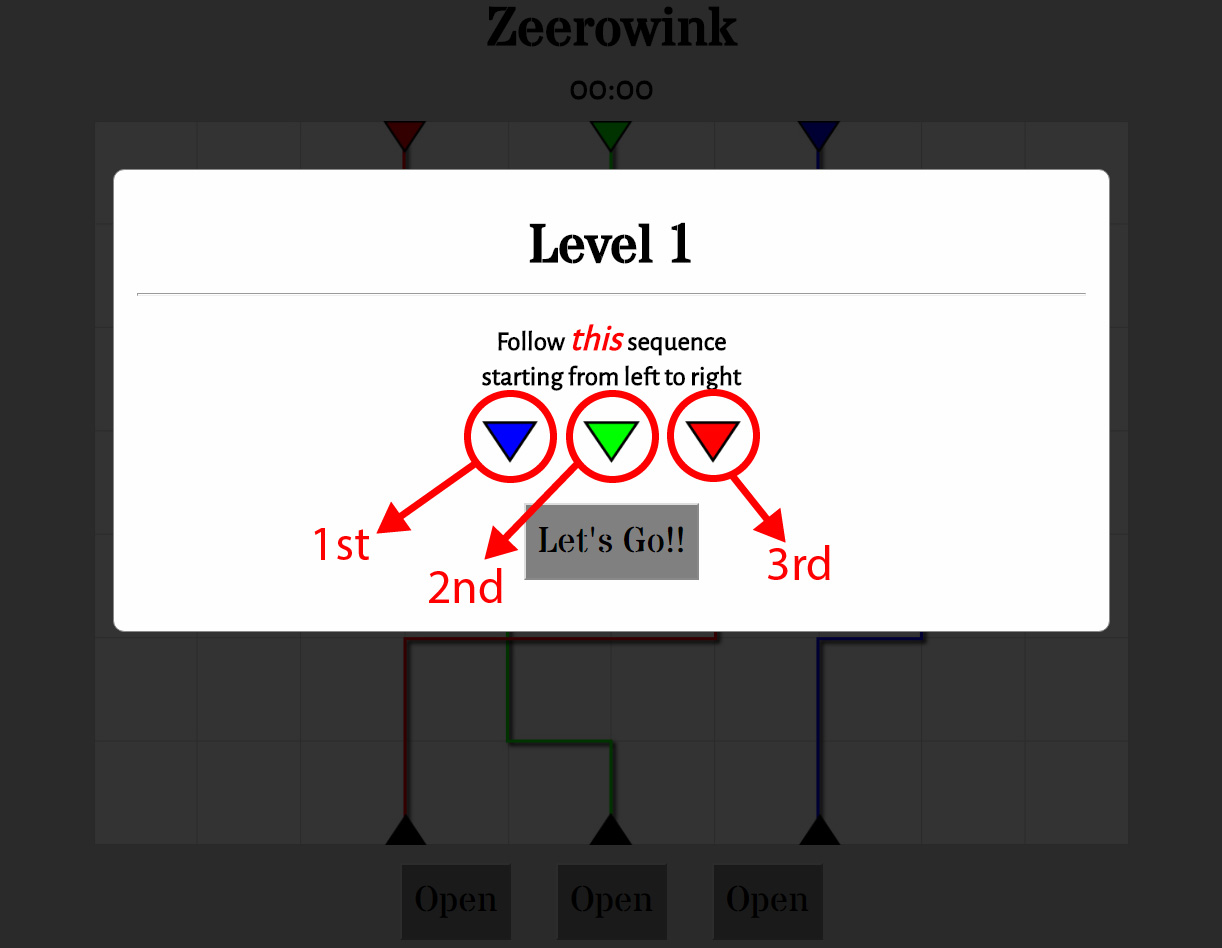 Zeerowink
00:00
Level 1
Follow this sequence
starting from left to right
1st
Let's Go!!
2nd
3rd
Open Open Open